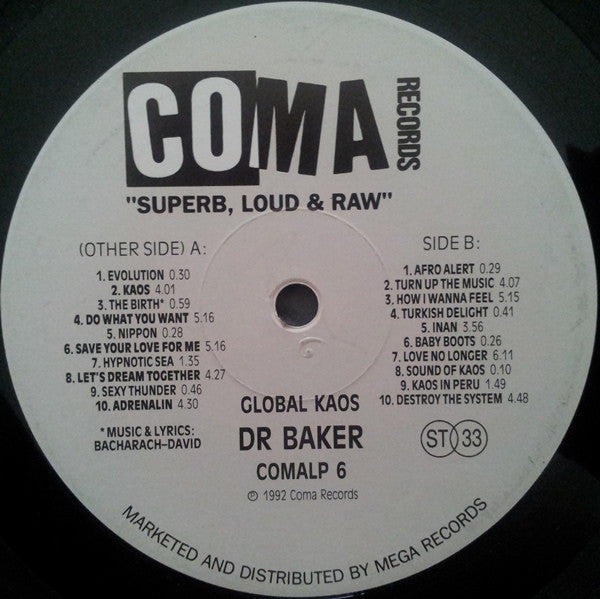 COMA
RECORDS
"SUPERB, LOUD & RAW"
(OTHER SIDE) A:
1. EVOLUTION 0.30
2. KAOS 4.01
3. THE BIRTH* 0.59
4. DO WHAT YOU WANT 5.16
5. NIPPON 0.28
6. SAVE YOUR LOVE FOR ME 5.16
7. HYPNOTIC SEA 1.35
8. LET'S DREAM TOGETHER 4.27
9. SEXY THUNDER 0.46
10. ADRENALIN 4.30
*MUSIC & LYRICS:
BACHARACH–DAVID
SIDE B:
1. AFRO ALERT 0.29
2. TURN UP THE MUSIC 4.07
3. HOW I WANNA FEEL 5.15
4. TURKISH DELIGHT 0.41
5. INAN 3.56
6. BABY BOOTS 0.26
7. LOVE NO LONGER 6.11
8. SOUND OF KAOS 0.10
9. KAOS IN PERU 1.49
10. DESTROY THE SYSTEM 4.48
GLOBAL KAOS
DR BAKER
COMALP 6
℗ 1992 Coma Records
ST 33
MARKETED AND DISTRIBUTED BY MEGA RECORDS